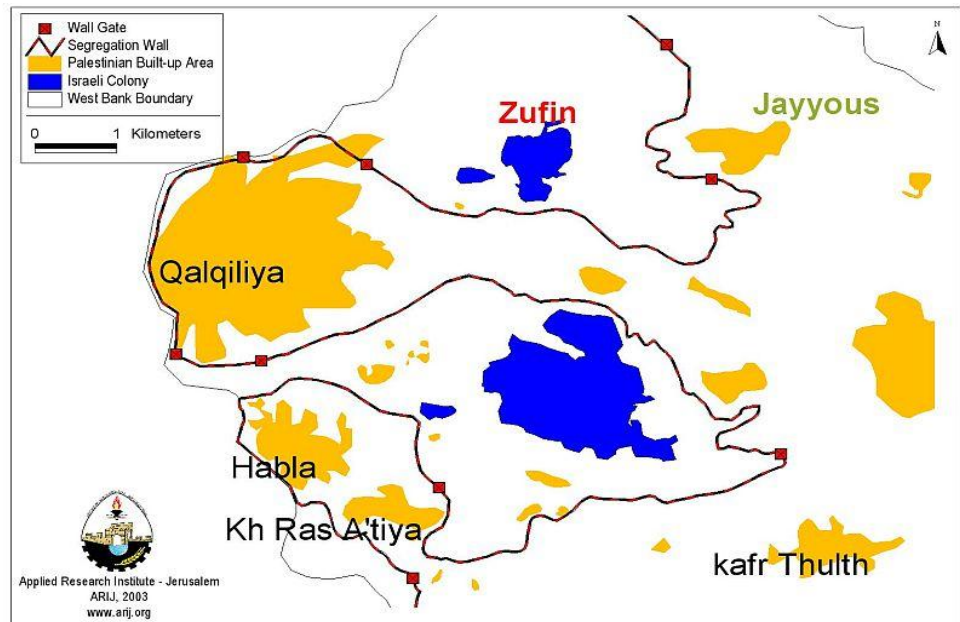 Wall Gate
Segregation Wall
Palestinian Built-up Area
Israeli Colony
West Bank Boundary
0 1 Kilometers
N
Zufin
Jayyous
Qalqiliya
Habla
Kh Ras A'tiya
kafr Thulth
Applied Research Institute - Jerusalem
ARIJ, 2003
www.arij.org